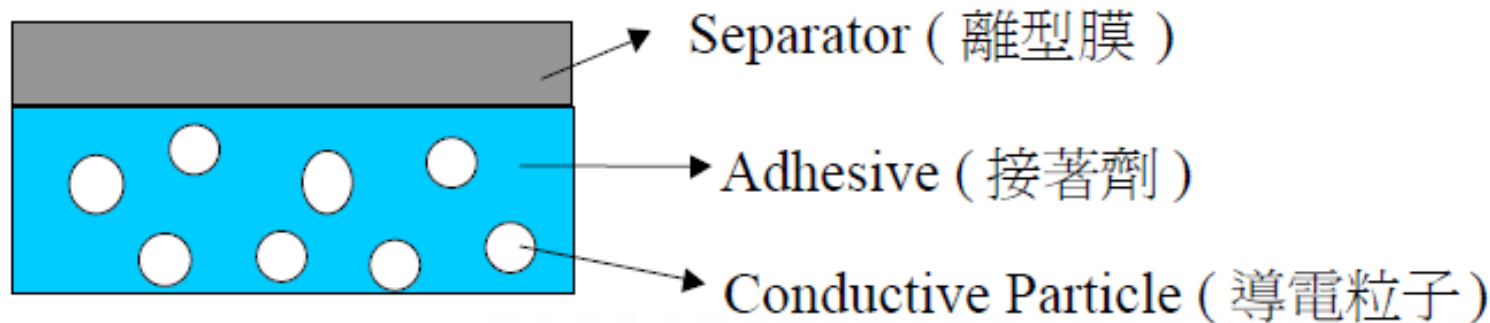 Separator ( 離型膜 )
Adhesive ( 接著劑 )
Conductive Particle ( 導電粒子 )